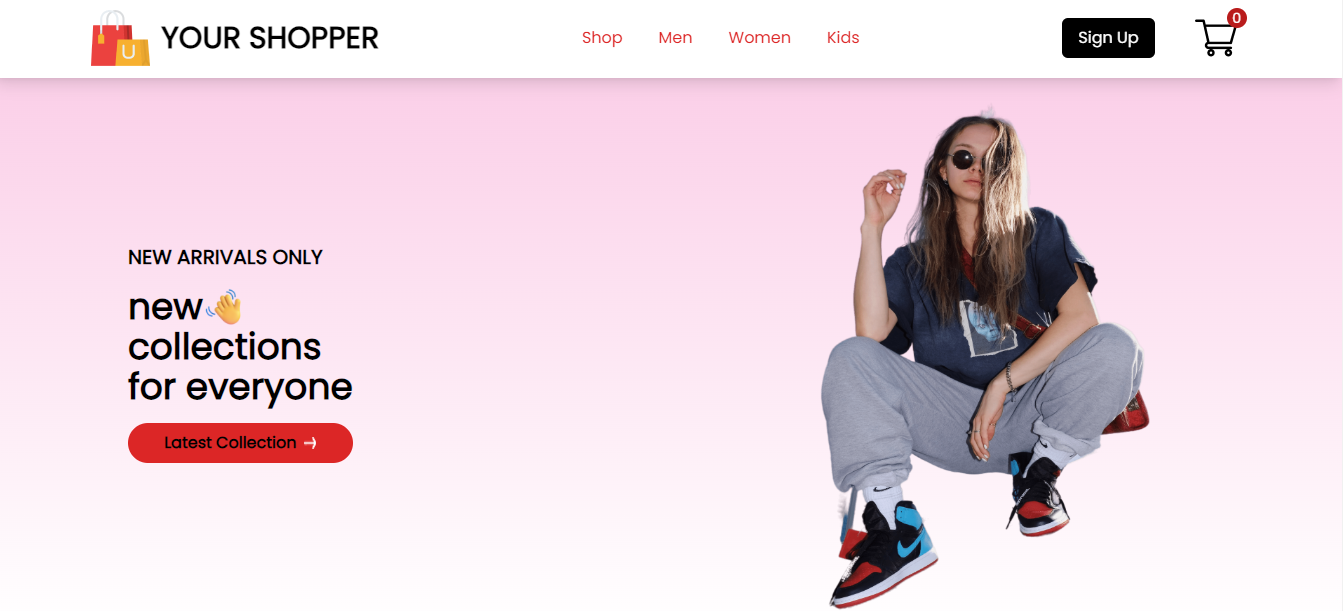 U
YOUR SHOPPER
Shop
Men
Women
Kids
Sign Up
0
NEW ARRIVALS ONLY
new👋
collections
for everyone
Latest Collection →